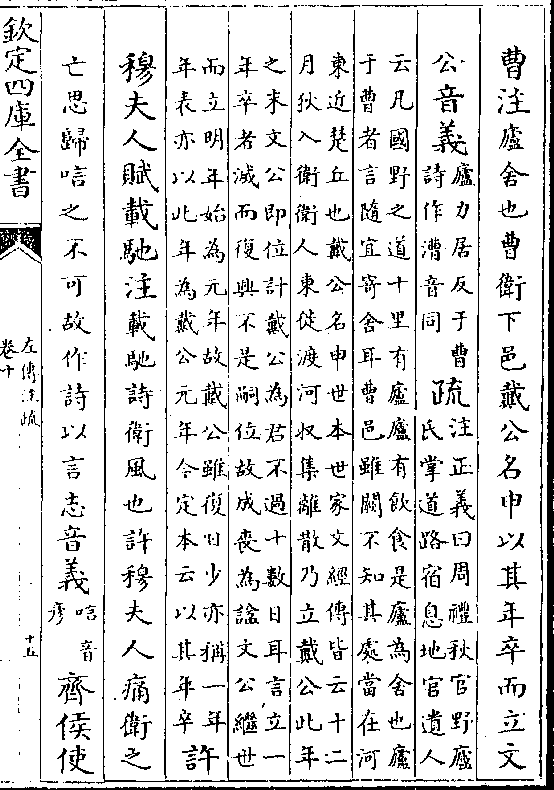 曹注廬舍也曹衛下邑戴公名申以其年卒而立文
公音義
廬力居反于曹
詩作漕音同
疏
注正義曰周禮秋官野廬
氏掌道路宿息地官遺人
云凡國野之道十里有廬廬有飲食是廬為舍也廬
于曹者言隨宜寄舍耳曹邑雖闕不知其處當在河
東近楚丘也戴公名申世本世家文經傳皆云十二
月狄入衛衛人東徙渡河収集離散乃立戴公此年
之末文公即位計戴公為君不過十數日耳言立一
年卒者滅而復興不是嗣位故成喪為諡文公繼世
而立明年始為元年故戴公雖復日少亦稱一年
年表亦以此年為戴公元年今定本云以其年卒
許
穆夫人賦載馳注載馳詩衛風也許穆夫人痛衛之
亡思歸唁之不可故作詩以言志音義
唁音
彥
齊侯使
欽定四庫全書
左傳注疏
卷十
十五